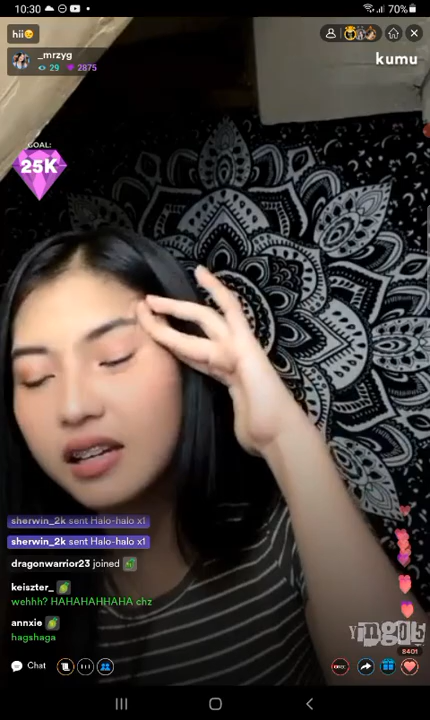 10:30
70%
hii
_mrzyg
29 2875
kumu
GOAL:
25K
sherwin_2k sent Halo-halo x1
sherwin_2k sent Halo-halo x1
dragonwarrior23 joined
keiszter_
wehhh? HAHAHAHHAHA chz
annxie
hagshaga
8401
Chat